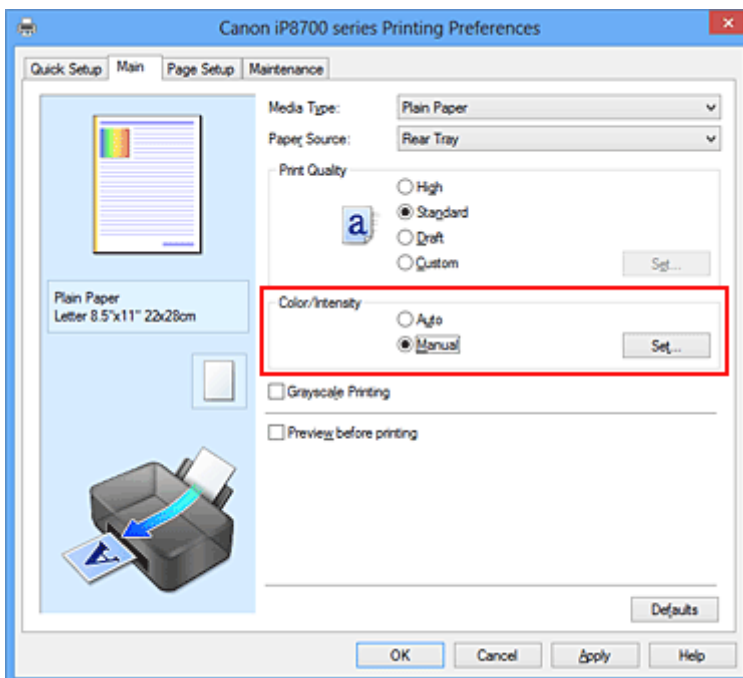 Canon iP8700 series Printing Preferences
Quick Setup Main Page Setup Maintenance
Media Type: Plain Paper
Paper Source: Rear Tray
Print Quality
High
a
Standard
Draft
Custom Set...
Plain Paper
Letter 8.5"x11" 22x28cm
Color/Intensity
Auto
Manual Set...
Grayscale Printing
Preview before printing
A
Defaults
OK Cancel Apply Help